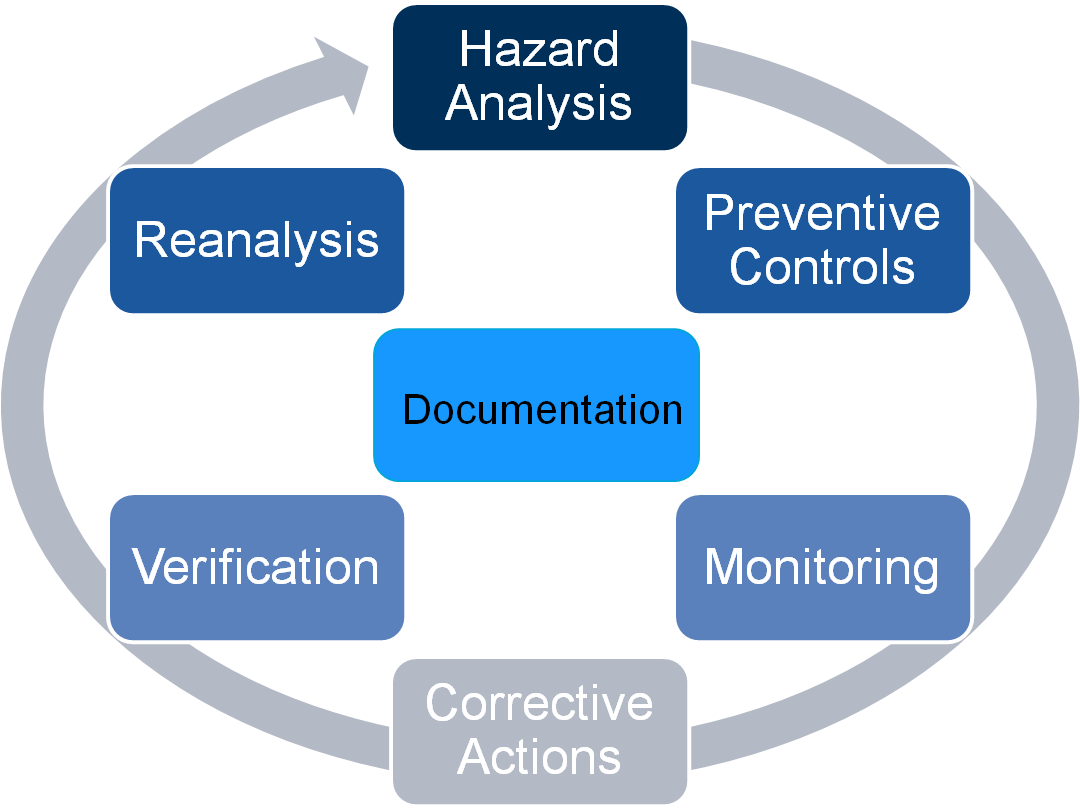 Hazard
Analysis
Reanalysis
Preventive
Controls
Documentation
Verification
Monitoring
Corrective
Actions